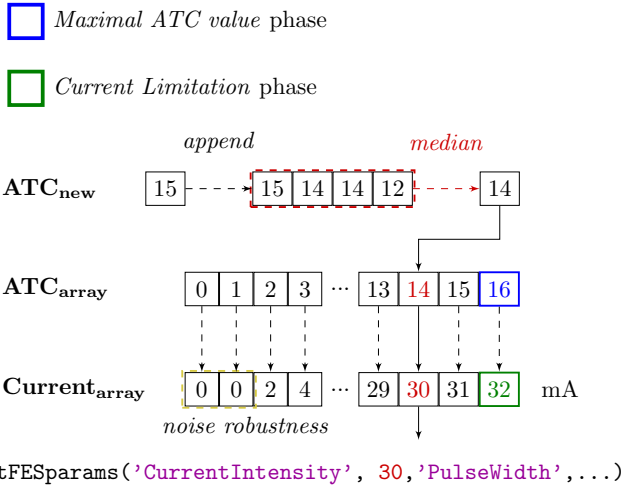 Maximal ATC value phase
Current Limitation phase
append
median
ATCnew 15 15 14 14 12 14
ATCarray 0 1 2 3 ... 13 14 15 16
Currentarray 0 0 2 4 ... 29 30 31 32 mA
noise robustness
tFESparams('CurrentIntensity', 30,'PulseWidth',...)